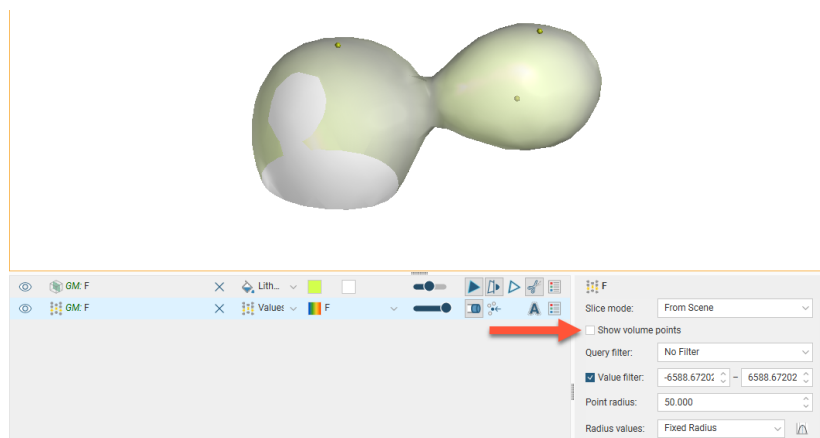 GM: F
Lith...
F
GM: F
Values
F
A
Slice mode: From Scene
Show volume points
Query filter: No Filter
Value filter: -6588.67202 – 6588.67202
Point radius: 50.000
Radius values: Fixed Radius